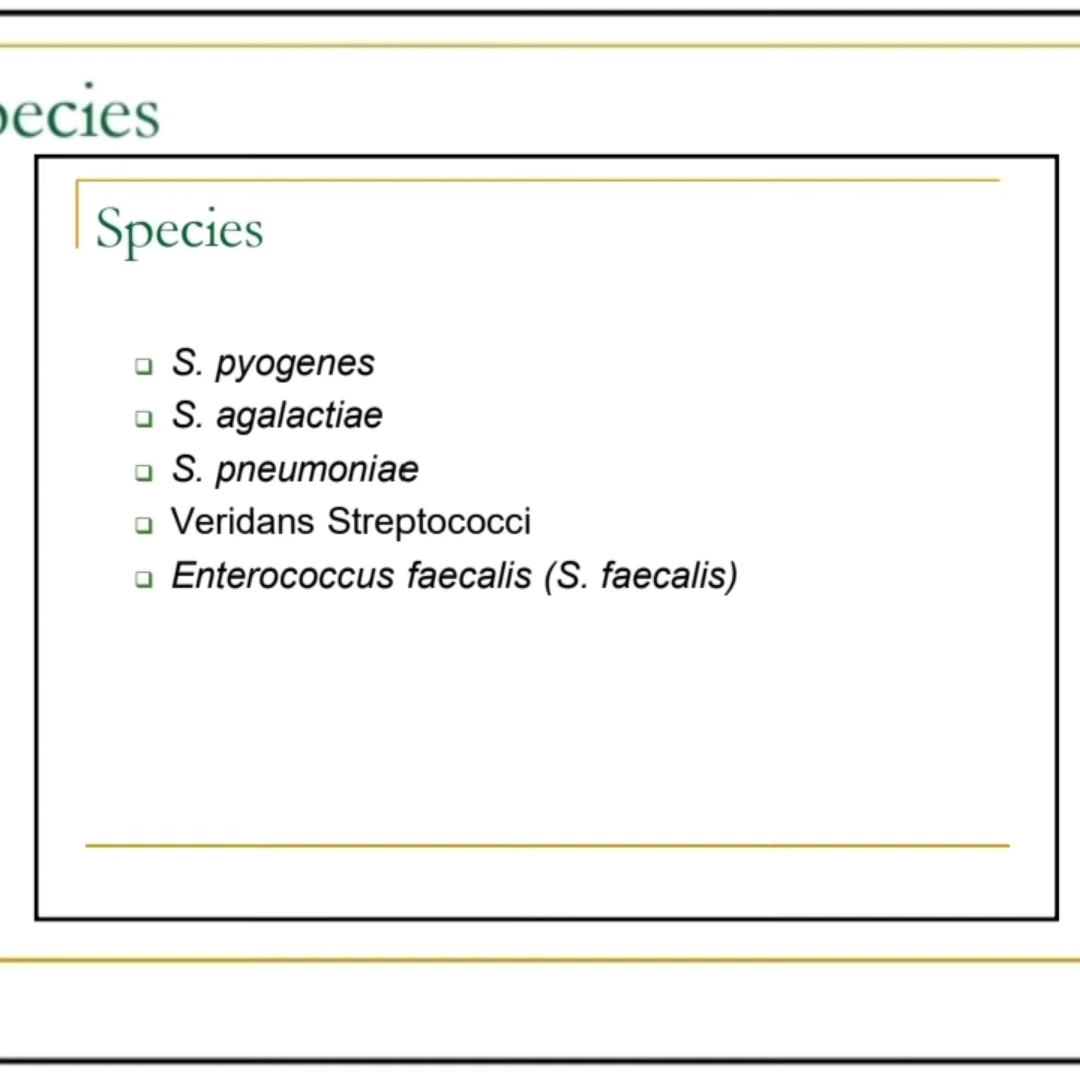 pecies
Species
S. pyogenes
S. agalactiae
S. pneumoniae
Veridans Streptococci
Enterococcus faecalis (S. faecalis)